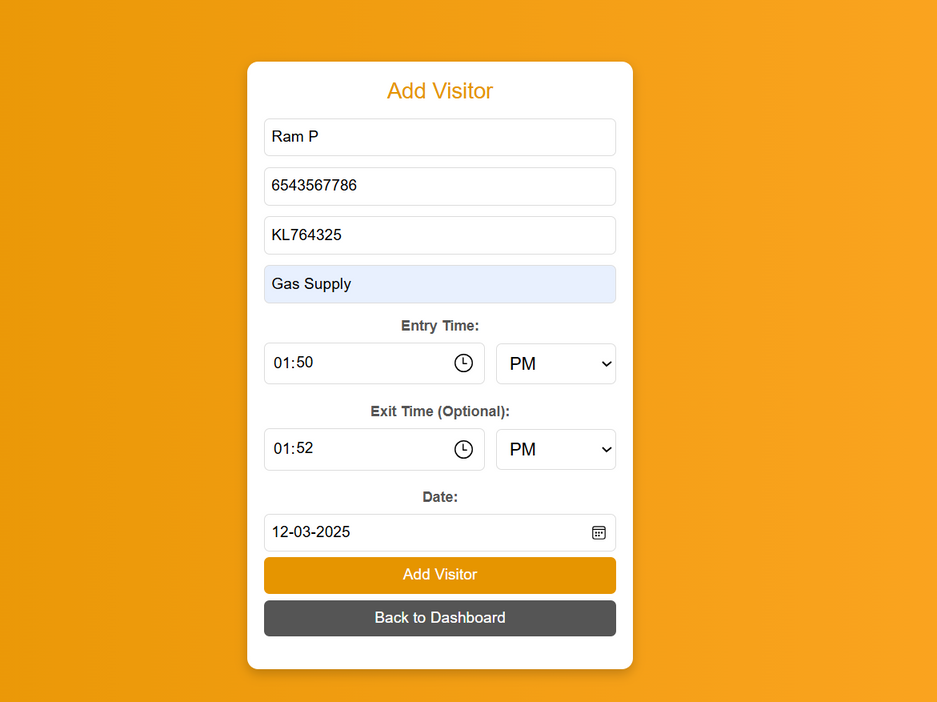 Add Visitor
Ram P
6543567786
KL764325
Gas Supply
Entry Time:
01:50 PM
Exit Time (Optional):
01:52 PM
Date:
12-03-2025
Add Visitor
Back to Dashboard